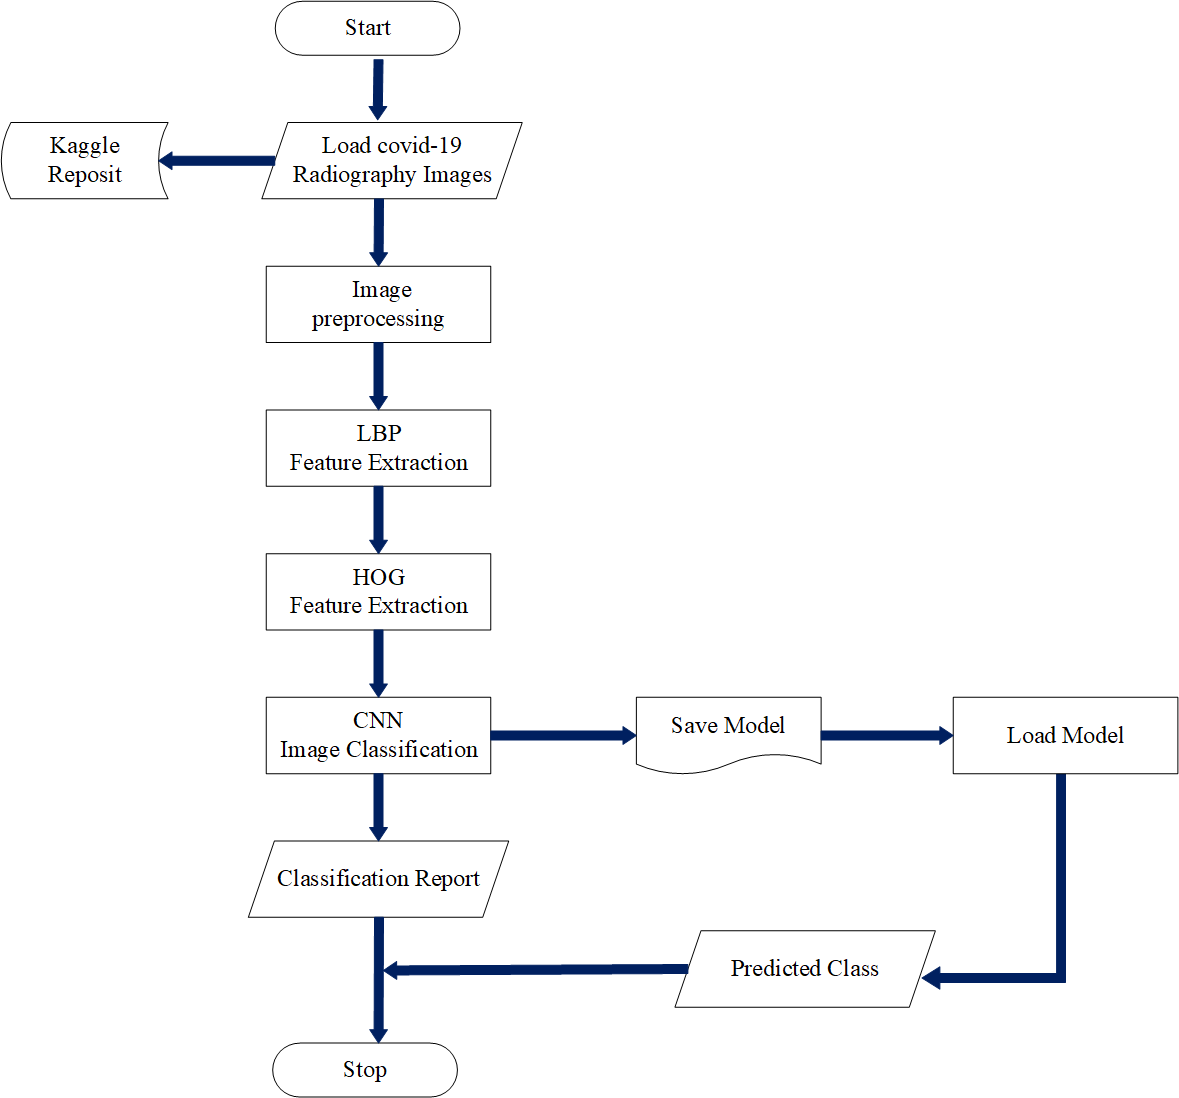 Start
Kaggle
Reposit
Load covid-19
Radiography Images
Image
preprocessing
LBP
Feature Extraction
HOG
Feature Extraction
CNN
Image Classification
Save Model
Load Model
Classification Report
Predicted Class
Stop